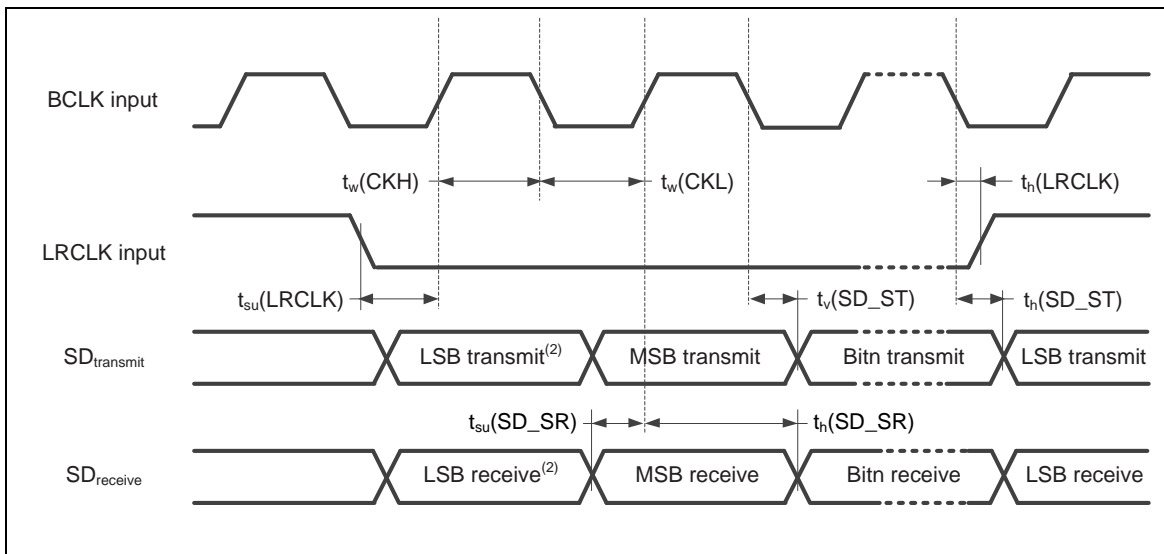 BCLK input
tw(CKH)
tw(CKL)
th(LRCLK)
LRCLK input
tsu(LRCLK)
tv(SD_ST)
th(SD_ST)
SDtransmit
LSB transmit(2)
MSB transmit
Bitn transmit
LSB transmit
tsu(SD_SR)
th(SD_SR)
SDreceive
LSB receive(2)
MSB receive
Bitn receive
LSB receive